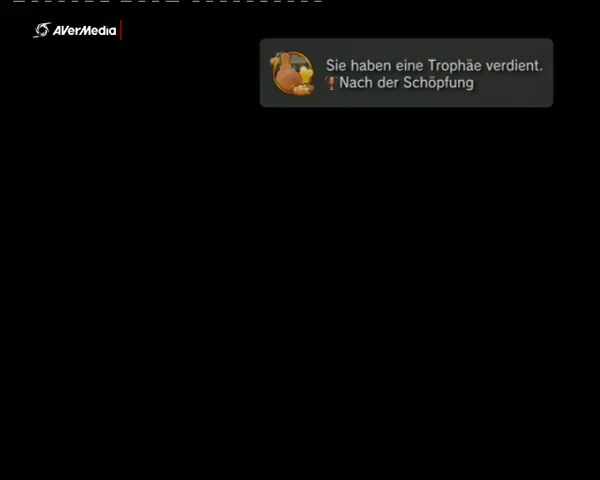 AVerMedia
Sie haben eine Trophäe verdient.
Nach der Schöpfung